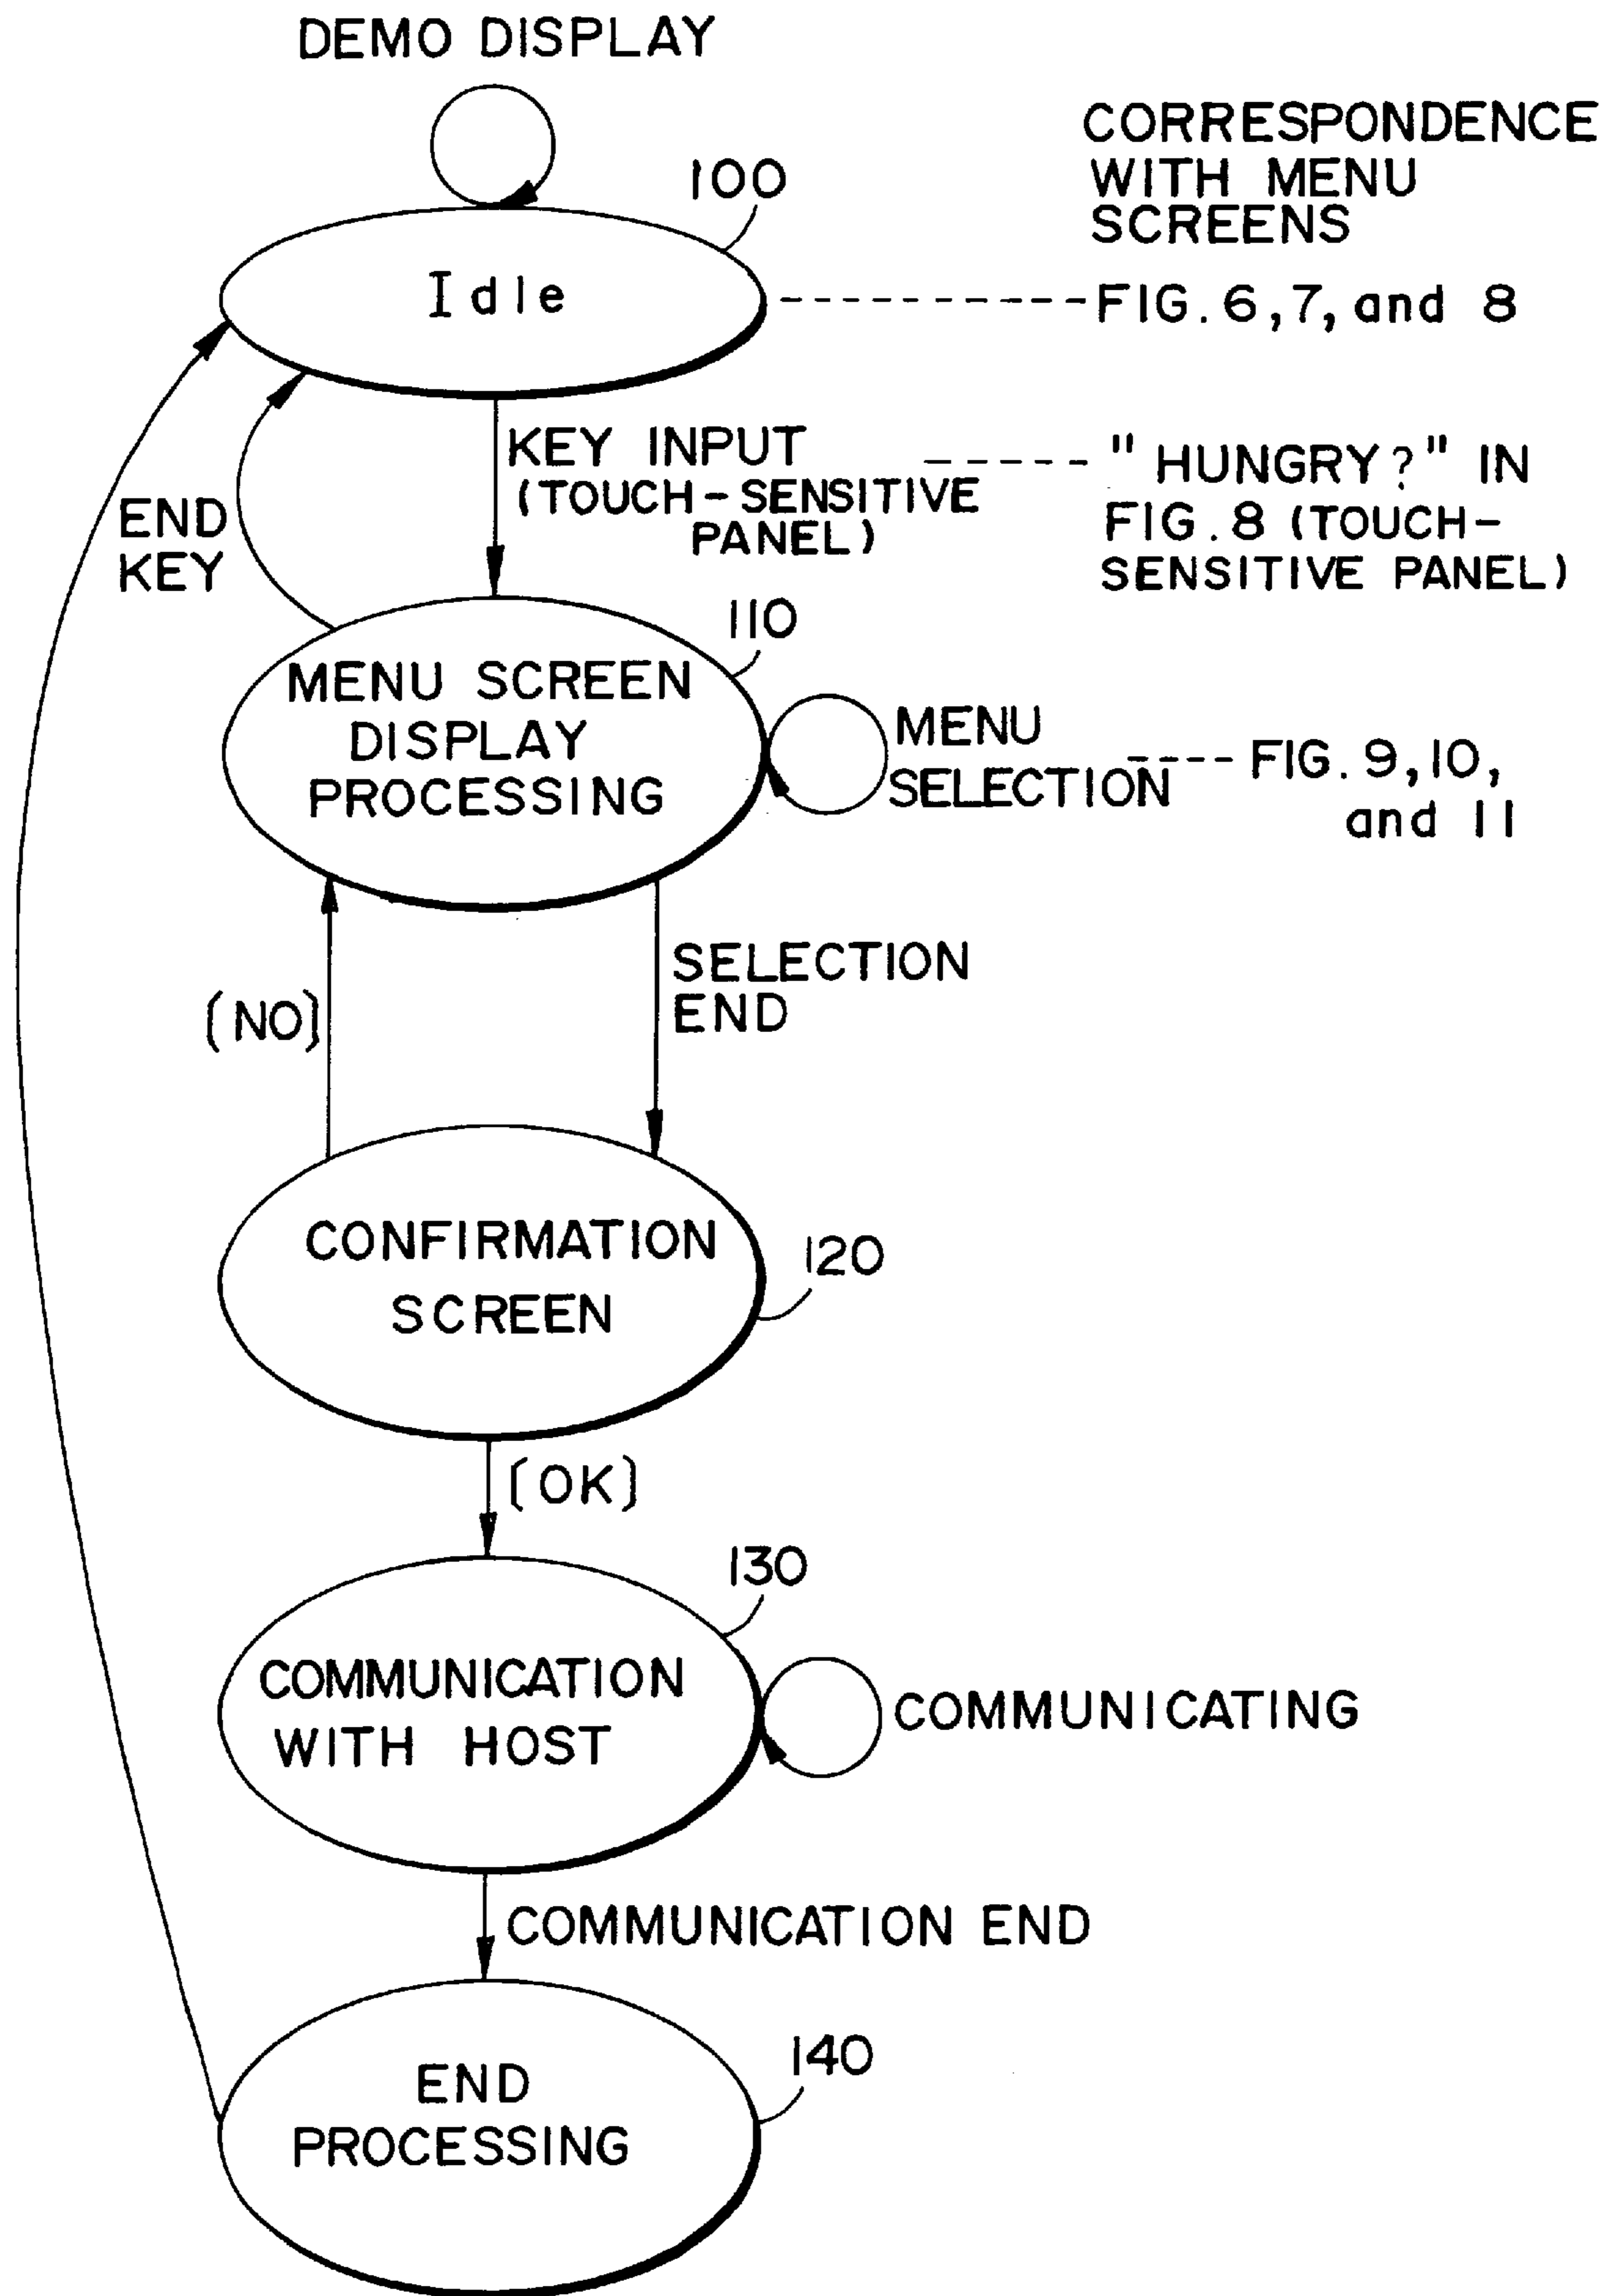 DEMO DISPLAY
CORRESPONDENCE
WITH MENU
SCREENS
100
Idle
FIG. 6, 7, and 8
KEY INPUT
(TOUCH-SENSITIVE
PANEL)
" HUNGRY?" IN
FIG. 8 (TOUCH-
SENSITIVE PANEL)
END
KEY
110
MENU SCREEN
DISPLAY
PROCESSING
MENU
SELECTION
FIG. 9, 10,
and 11
SELECTION
END
[NO]
CONFIRMATION
SCREEN
120
[OK]
130
COMMUNICATION
WITH HOST
COMMUNICATING
COMMUNICATION END
140
END
PROCESSING